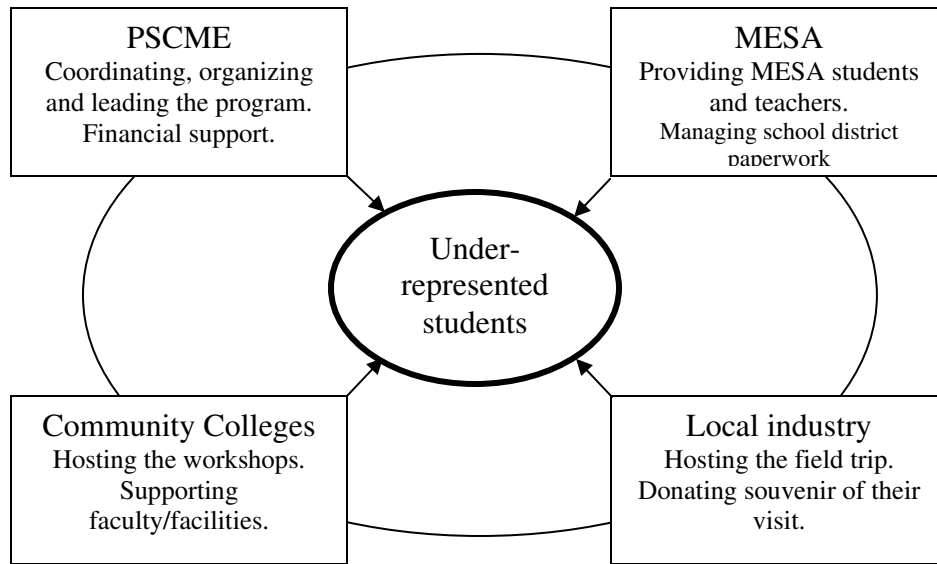 PSCME
Coordinating, organizing
and leading the program.
Financial support.
MESA
Providing MESA students
and teachers.
Managing school district
paperwork
Under-
represented
students
Community Colleges
Hosting the workshops.
Supporting
faculty/facilities.
Local industry
Hosting the field trip.
Donating souvenir of their
visit.